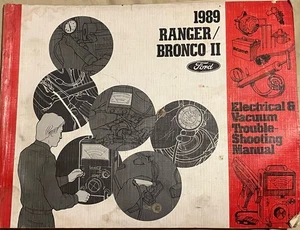 1989
RANGER/
BRONCO II
Ford
Electrical &
Vacuum
Trouble-
Shooting
Manual